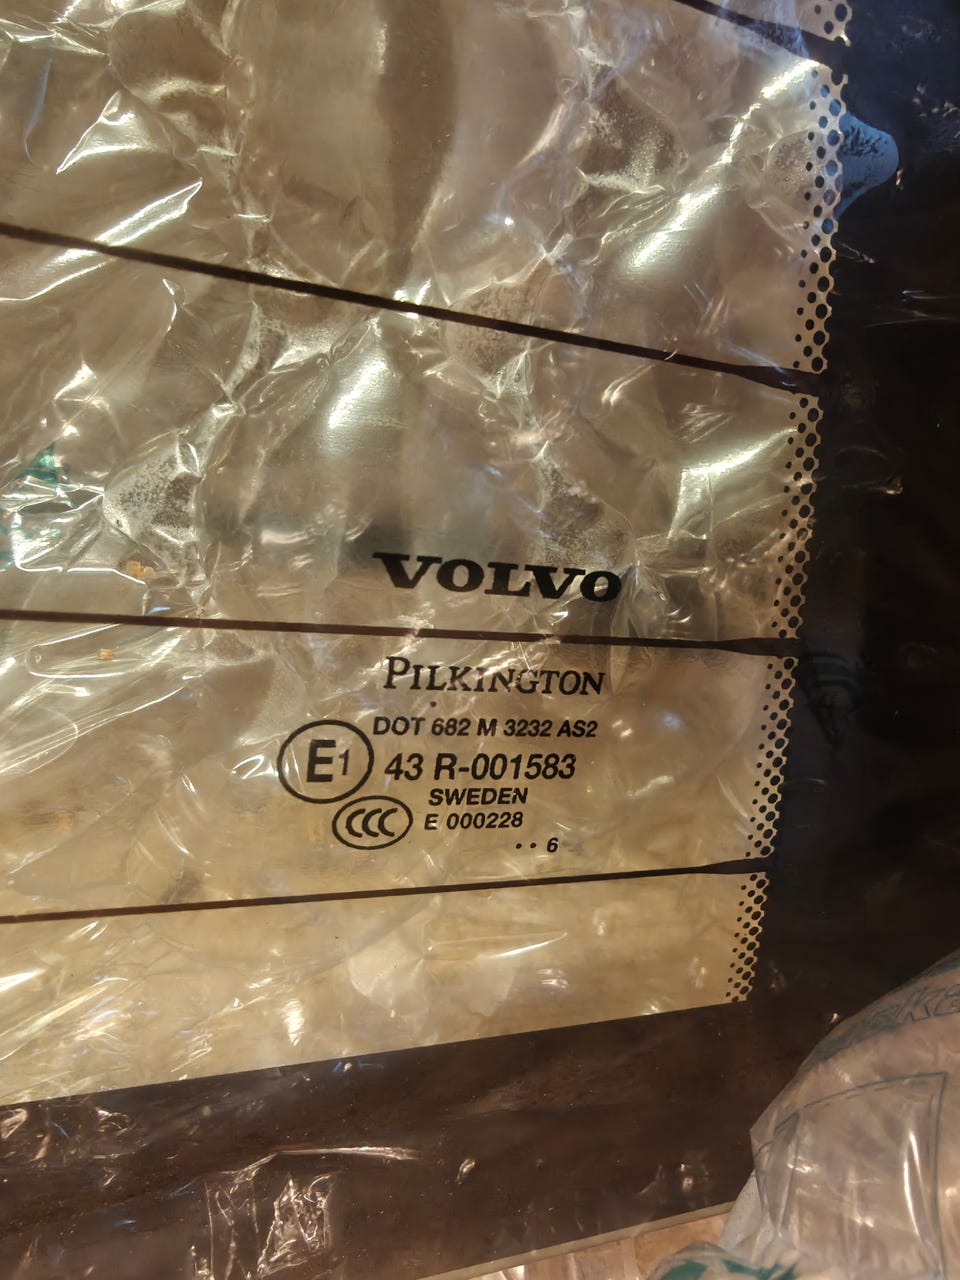 VOLVO
PILKINGTON
DOT 682 M 3232 AS2
E1 43 R-001583
SWEDEN
CCC E 000228
•• 6